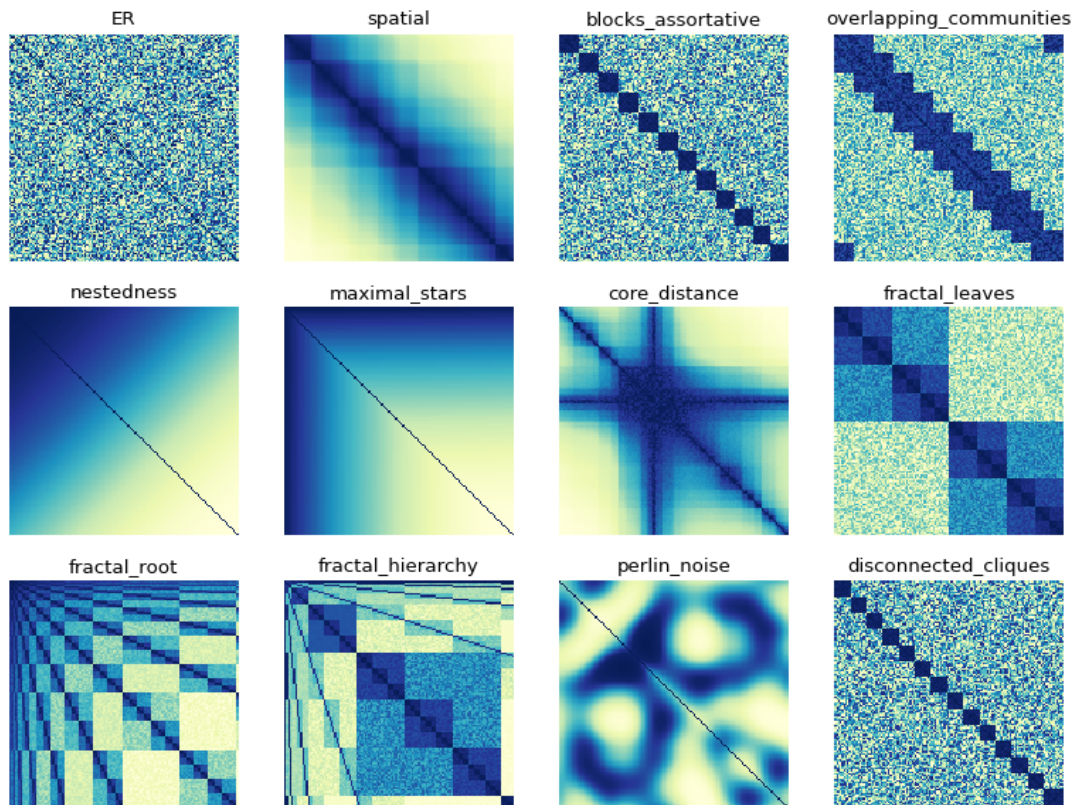 ER
spatial
blocks_assortative
overlapping_communities
nestedness
maximal_stars
core_distance
fractal_leaves
fractal_root
fractal_hierarchy
perlin_noise
disconnected_cliques